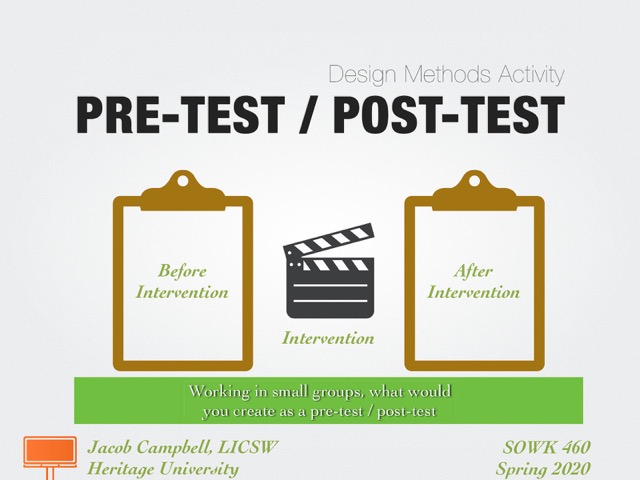 Design Methods Activity
PRE-TEST / POST-TEST
Before
Intervention
After
Intervention
Intervention
Working in small groups, what would
you create as a pre-test / post-test
Jacob Campbell, LICSW
Heritage University
SOWK 460
Spring 2020